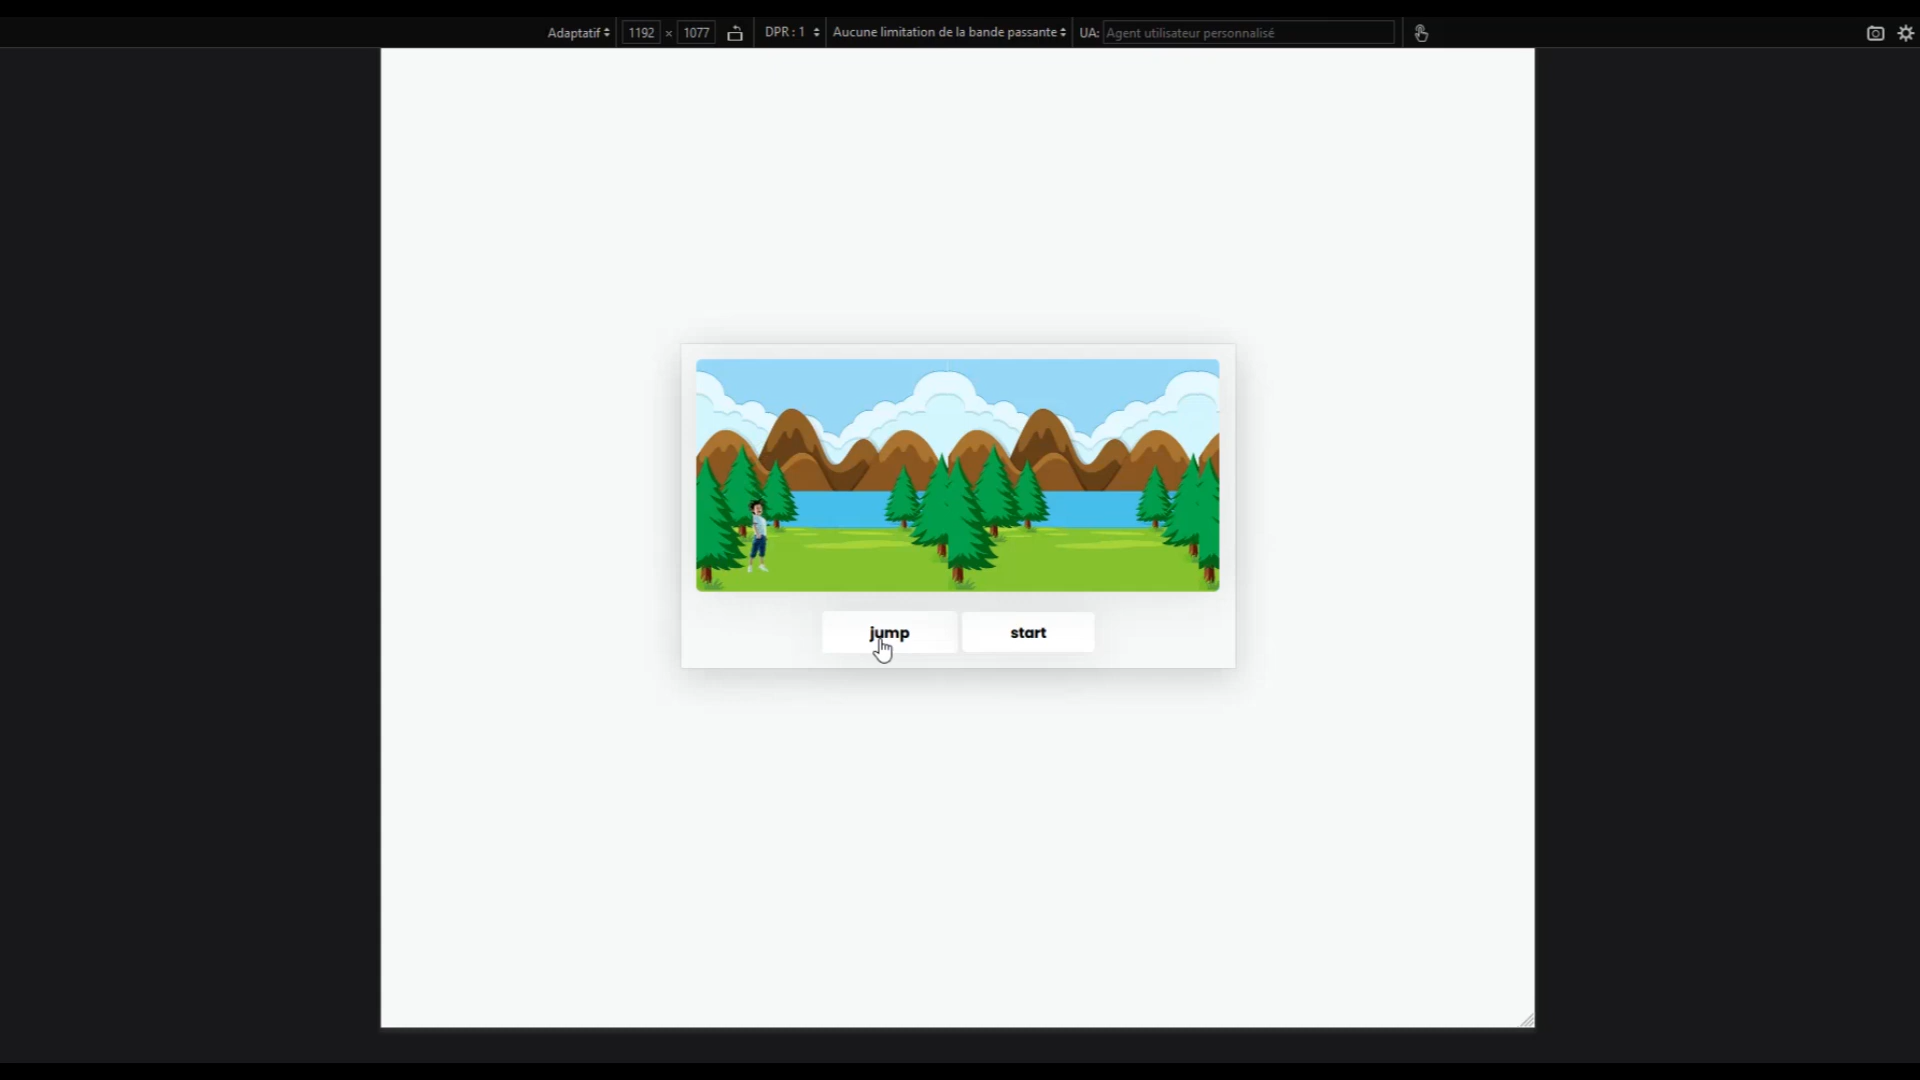 Adaptatif 1192 × 1077 DPR : 1 Aucune limitation de la bande passante UA: Agent utilisateur personnalisé
jump start